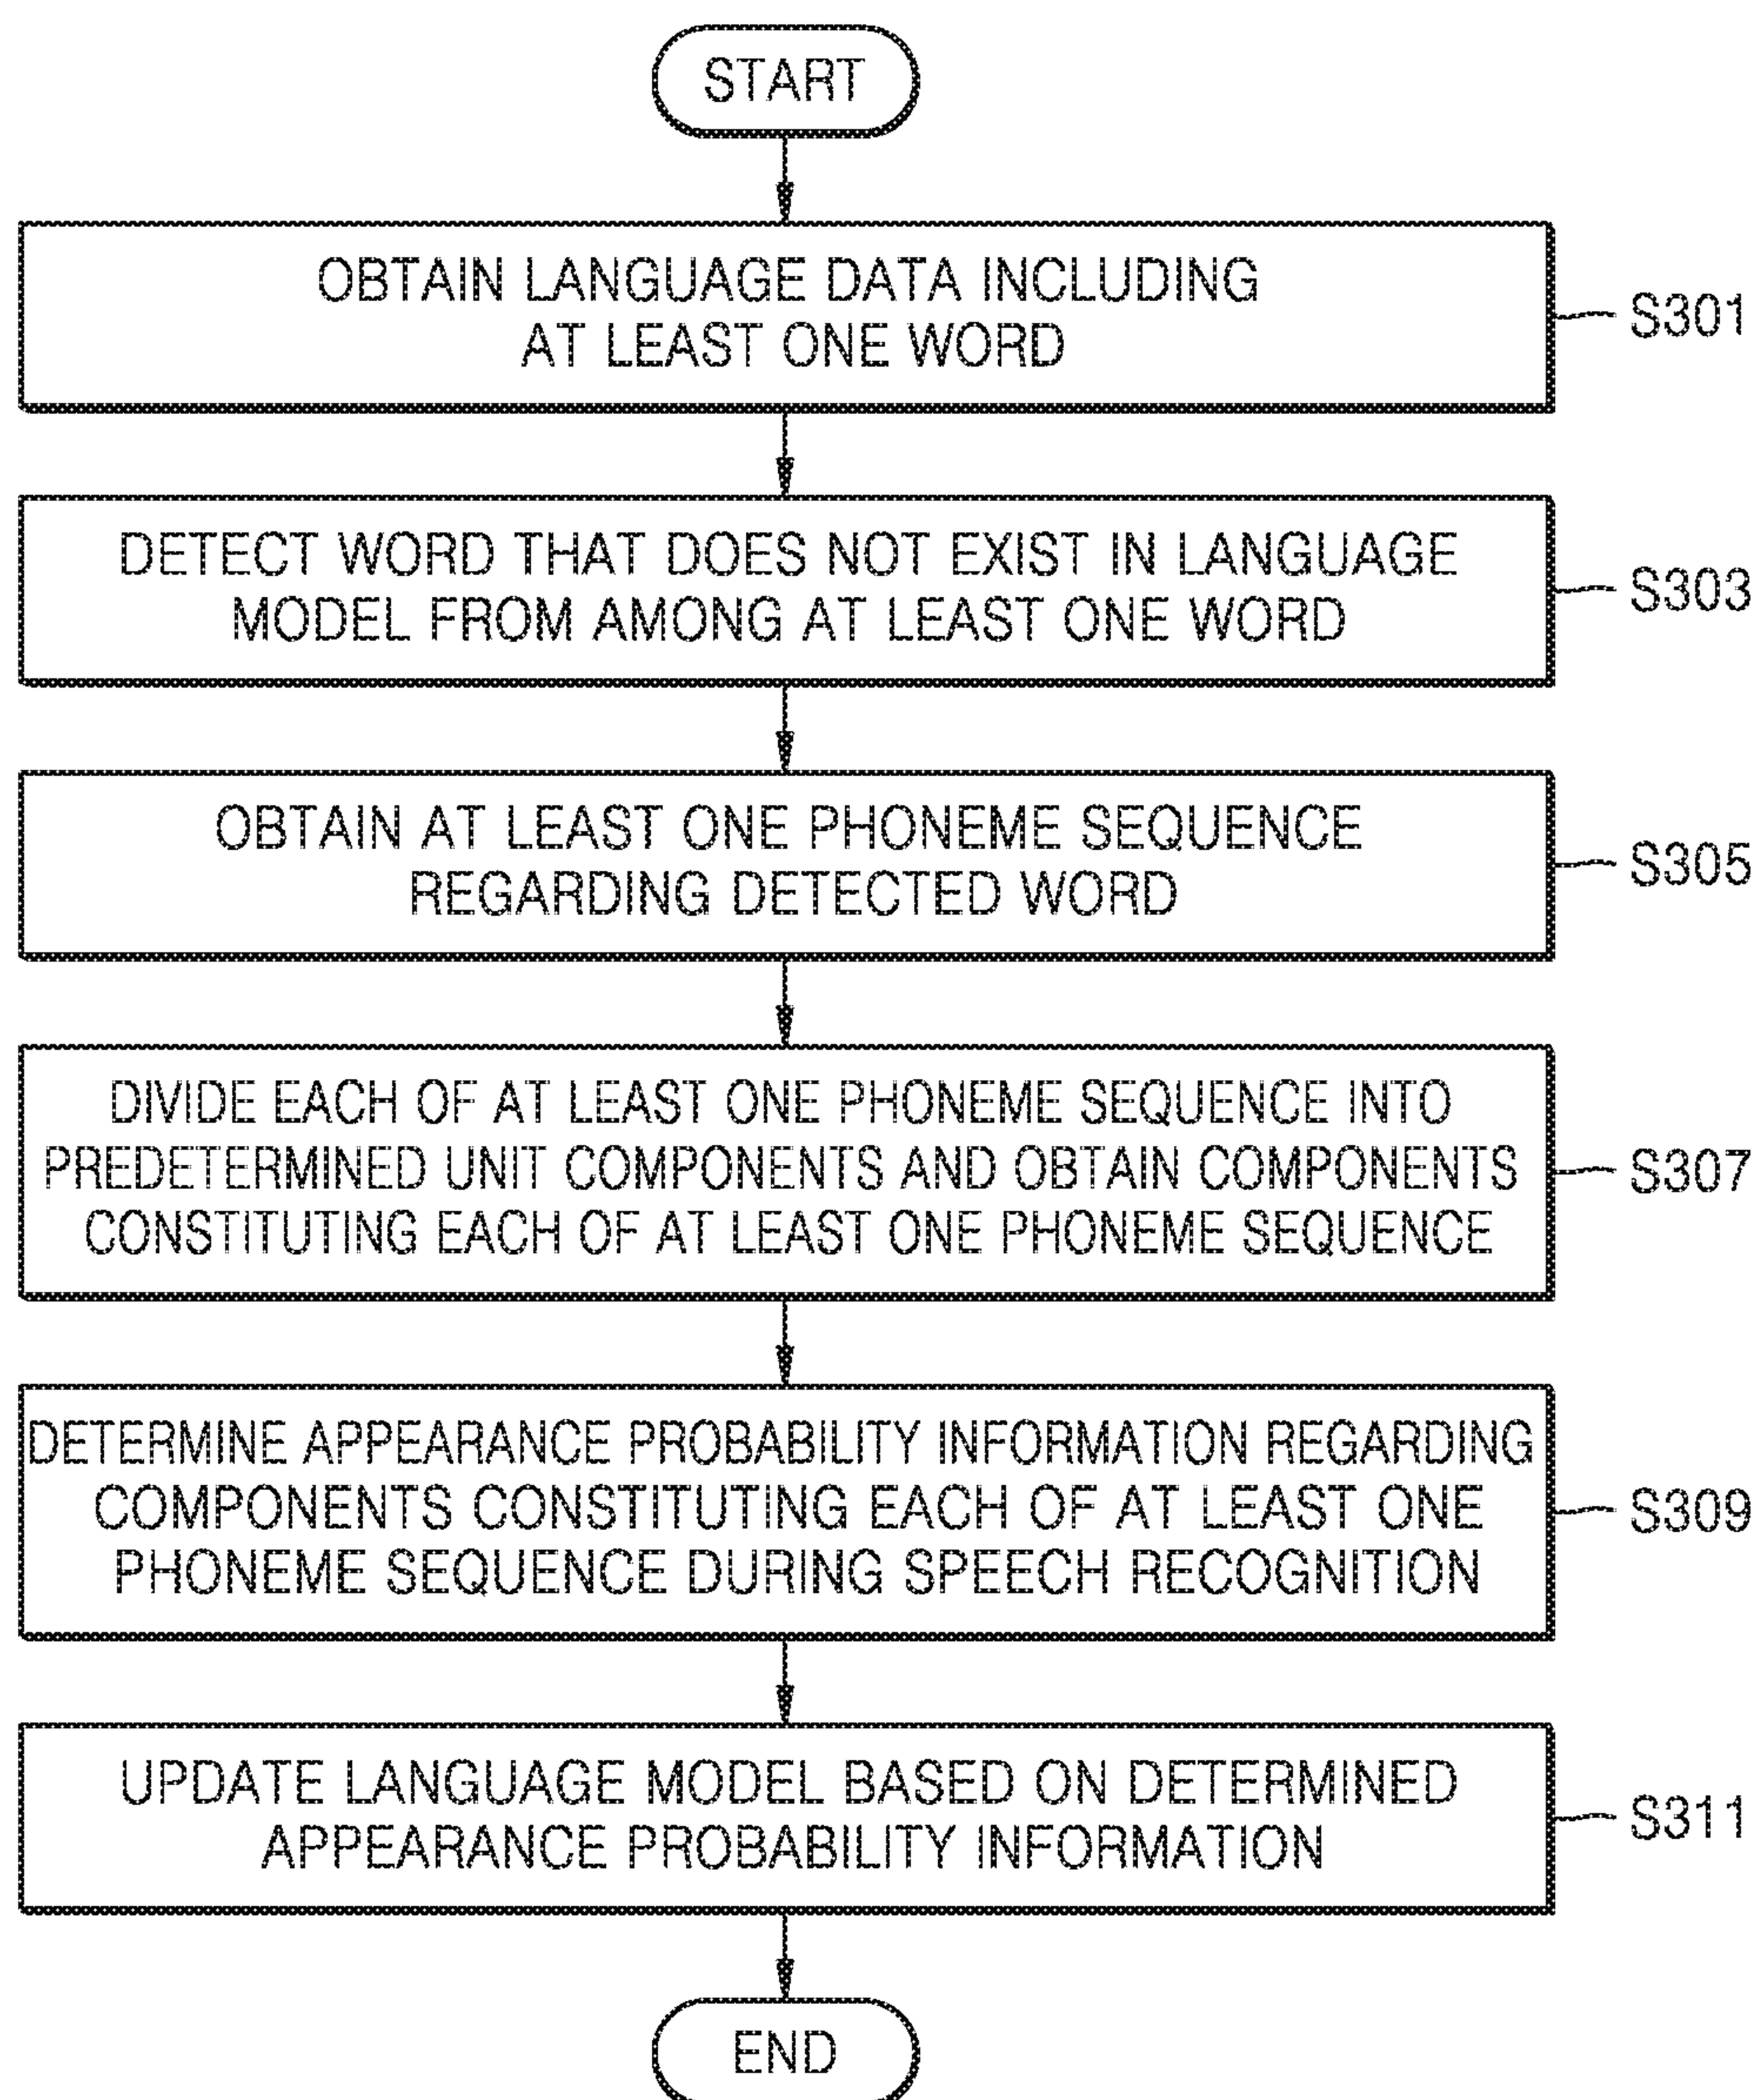 START
OBTAIN LANGUAGE DATA INCLUDING
AT LEAST ONE WORD
S301
DETECT WORD THAT DOES NOT EXIST IN LANGUAGE
MODEL FROM AMONG AT LEAST ONE WORD
S303
OBTAIN AT LEAST ONE PHONEME SEQUENCE
REGARDING DETECTED WORD
S305
DIVIDE EACH OF AT LEAST ONE PHONEME SEQUENCE INTO
PREDETERMINED UNIT COMPONENTS AND OBTAIN COMPONENTS
CONSTITUTING EACH OF AT LEAST ONE PHONEME SEQUENCE
S307
DETERMINE APPEARANCE PROBABILITY INFORMATION REGARDING
COMPONENTS CONSTITUTING EACH OF AT LEAST ONE
PHONEME SEQUENCE DURING SPEECH RECOGNITION
S309
UPDATE LANGUAGE MODEL BASED ON DETERMINED
APPEARANCE PROBABILITY INFORMATION
S311
END